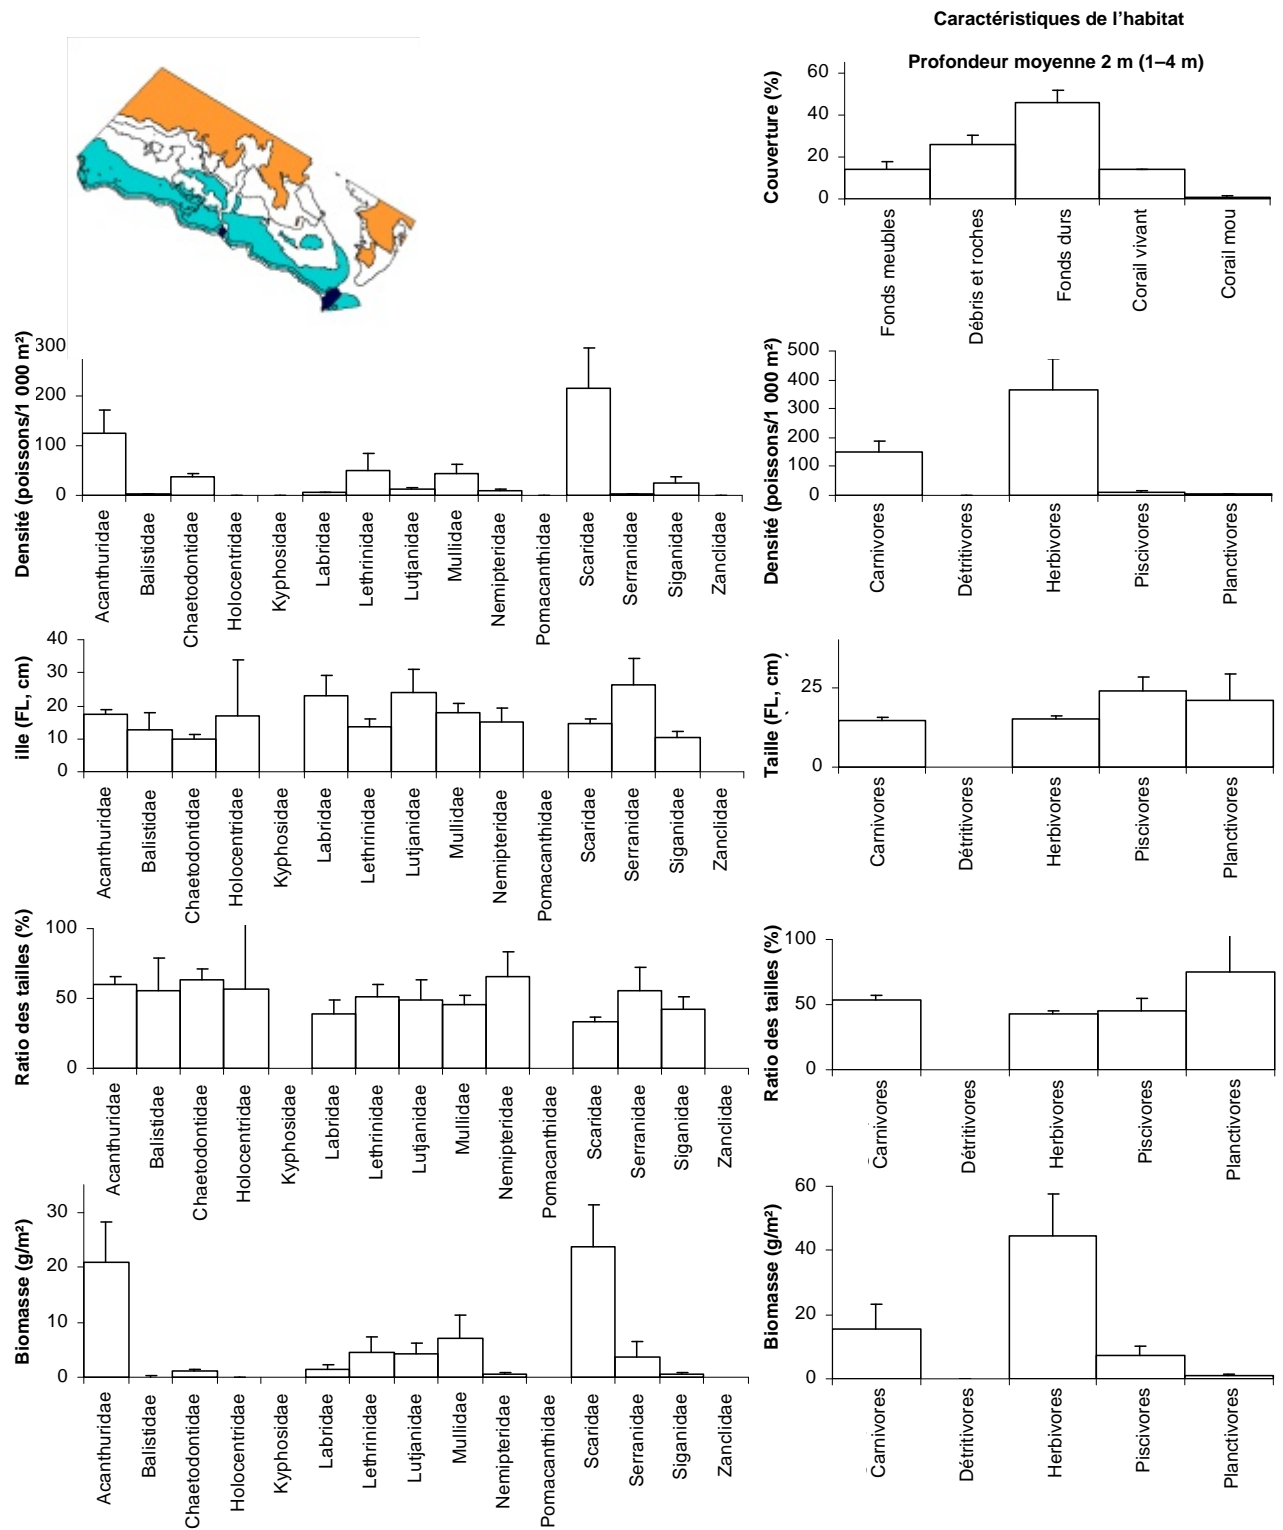 Caractéristiques de l’habitat
Profondeur moyenne 2 m (1–4 m)
Couverture (%)
60
40
20
0
Fonds meubles
Débris et roches
Fonds durs
Corail vivant
Corail mou
Densité (poissons/1 000 m²)
300
200
100
0
Acanthuridae
Balistidae
Chaetodontidae
Holocentridae
Kyphosidae
Labridae
Lethrinidae
Lutjanidae
Mullidae
Nemipteridae
Pomacanthidae
Scaridae
Serranidae
Siganidae
Zanclidae
Densité (poissons/1 000 m²)
500
400
300
200
100
0
Carnivores
Détritivores
Herbivores
Piscivores
Planctivores
ille (FL, cm)
40
30
20
10
0
Acanthuridae
Balistidae
Chaetodontidae
Holocentridae
Kyphosidae
Labridae
Lethrinidae
Lutjanidae
Mullidae
Nemipteridae
Pomacanthidae
Scaridae
Serranidae
Siganidae
Zanclidae
Taille (FL, cm)
25
0
Carnivores
Détritivores
Herbivores
Piscivores
Planctivores
Ratio des tailles (%)
100
50
0
Acanthuridae
Balistidae
Chaetodontidae
Holocentridae
Kyphosidae
Labridae
Lethrinidae
Lutjanidae
Mullidae
Nemipteridae
Pomacanthidae
Scaridae
Serranidae
Siganidae
Zanclidae
Ratio des tailles (%)
100
50
0
Carnivores
Détritivores
Herbivores
Piscivores
Planctivores
Biomasse (g/m²)
30
20
10
0
Acanthuridae
Balistidae
Chaetodontidae
Holocentridae
Kyphosidae
Labridae
Lethrinidae
Lutjanidae
Mullidae
Nemipteridae
Pomacanthidae
Scaridae
Serranidae
Siganidae
Zanclidae
Biomasse (g/m²)
60
40
20
0
Carnivores
Détritivores
Herbivores
Piscivores
Planctivores